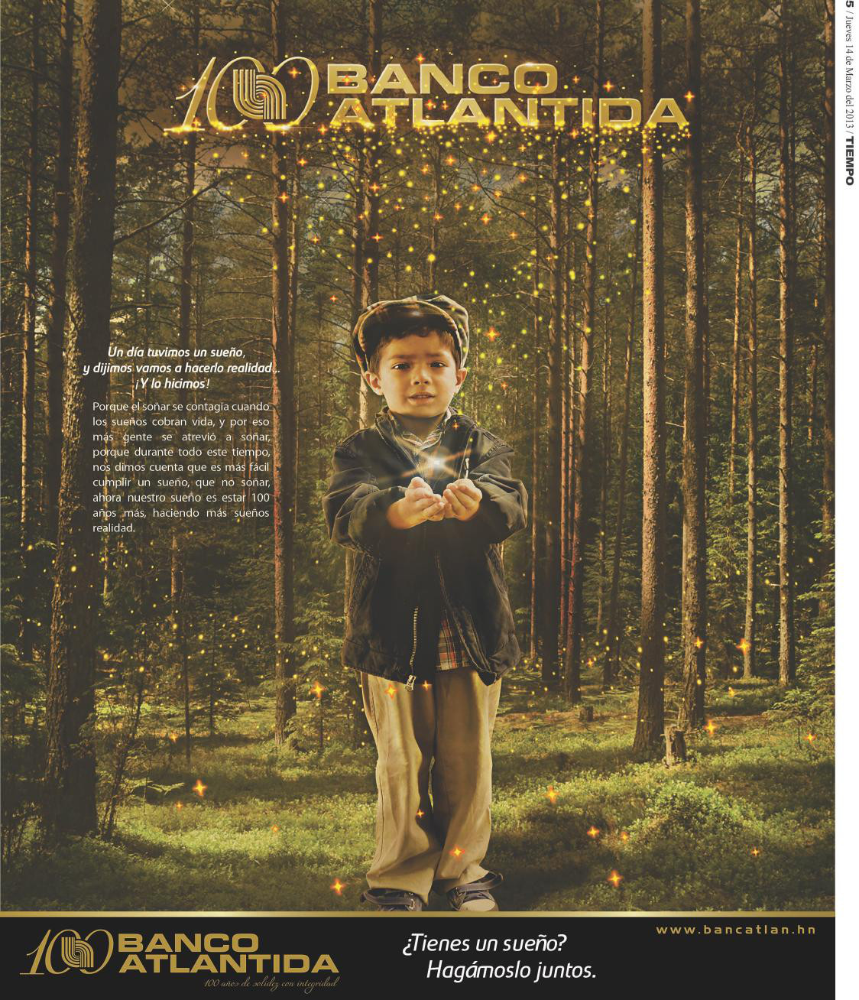 5 / Jueves 14 de Marzo del 2013 / TIEMPO
100 BANCO
ATLANTIDA
Un día tuvimos un sueño,
y dijimos vamos a hacerlo realidad...
¡Y lo hicimos!
Porque el soñar se contagia cuando
los sueños cobran vida, y por eso
más gente se atrevió a soñar,
porque durante todo este tiempo,
nos dimos cuenta que es más fácil
cumplir un sueño, que no soñar,
ahora nuestro sueño es estar 100
años más, haciendo más sueños
realidad.
100 BANCO
ATLANTIDA
100 años de solidez con integridad
¿Tienes un sueño?
Hagámoslo juntos.
www.bancatlan.hn